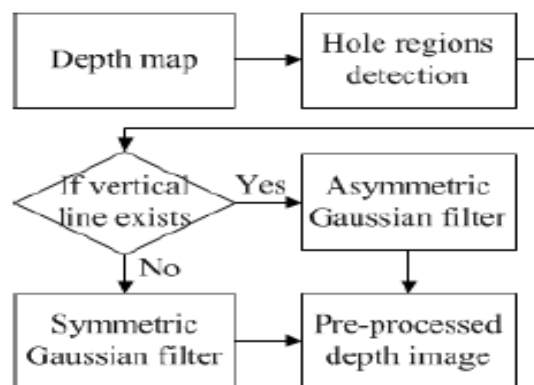 Depth map
Hole regions
detection
If vertical
line exists
Yes
Asymmetric
Gaussian filter
No
Symmetric
Gaussian filter
Pre-processed
depth image